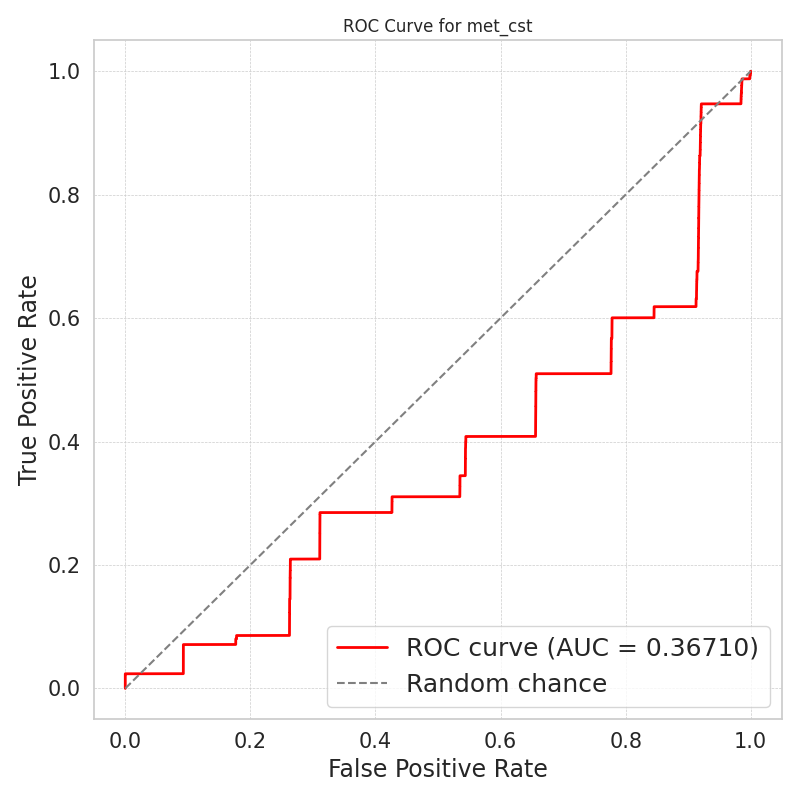 ROC Curve for met_cst
1.0
0.8
0.6
0.4
0.2
0.0
True Positive Rate
ROC curve (AUC = 0.36710)
Random chance
0.0 0.2 0.4 0.6 0.8 1.0
False Positive Rate